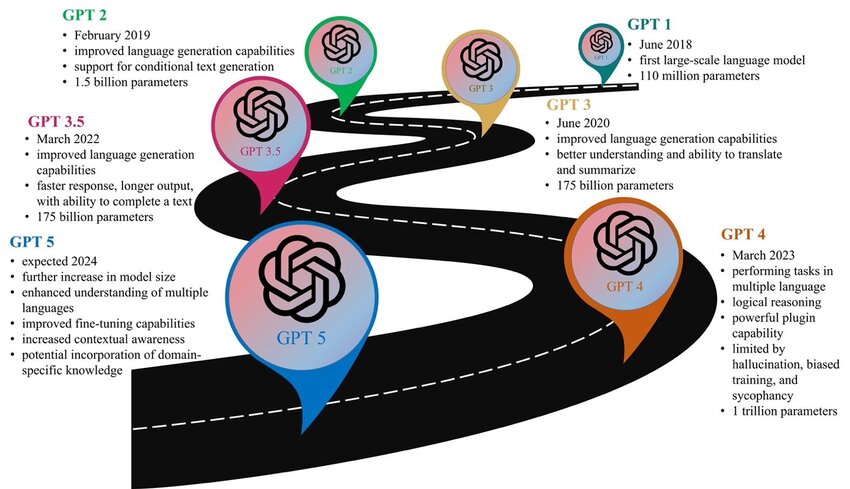 GPT 1
• June 2018
• first large-scale language model
• 110 million parameters
GPT 1
GPT 2
• February 2019
• improved language generation capabilities
• support for conditional text generation
• 1.5 billion parameters
GPT 2
GPT 3
GPT 3
• June 2020
• improved language generation capabilities
• better understanding and ability to translate
and summarize
• 175 billion parameters
GPT 3.5
• March 2022
• improved language generation
capabilities
• faster response, longer output,
with ability to complete a text
• 175 billion parameters
GPT 3.5
GPT 4
GPT 4
• March 2023
• performing tasks in
multiple language
• logical reasoning
• powerful plugin
capability
• limited by
hallucination, biased
training, and
sycophancy
• 1 trillion parameters
GPT 5
• expected 2024
• further increase in model size
• enhanced understanding of multiple
languages
• improved fine-tuning capabilities
• increased contextual awareness
• potential incorporation of domain-
specific knowledge
GPT 5